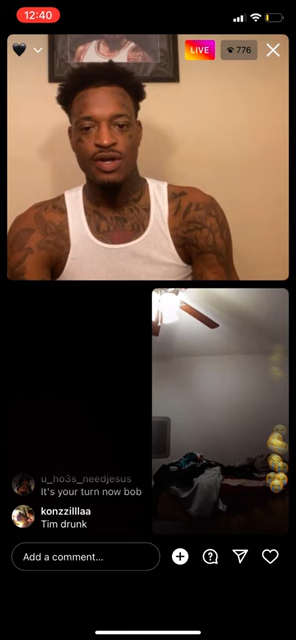 12:40
LIVE
776
u_ho3s_needjesus
It's your turn now bob
konzzilllaa
Tim drunk
Add a comment...